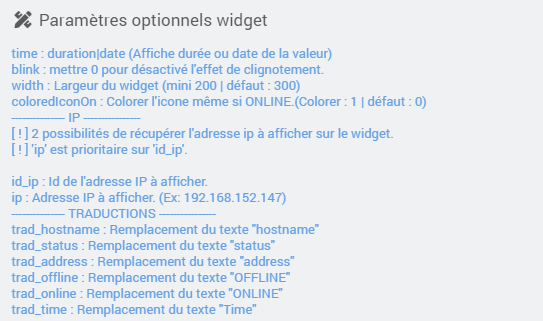 Paramètres optionnels widget
time : duration|date (Affiche durée ou date de la valeur)
blink : mettre 0 pour désactivé l'effet de clignotement.
width : Largeur du widget (mini 200 | défaut : 300)
coloredIconOn : Colorer l'icone même si ONLINE.(Colorer : 1 | défaut : 0)
--------------- IP ----------------
[ ! ] 2 possibilités de récupérer l'adresse ip à afficher sur le widget.
[ ! ] 'ip' est prioritaire sur 'id_ip'.
id_ip : Id de l'adresse IP à afficher.
ip : Adresse IP à afficher. (Ex: 192.168.152.147)
--------------- TRADUCTIONS ----------------
trad_hostname : Remplacement du texte "hostname"
trad_status : Remplacement du texte "status"
trad_address : Remplacement du texte "address"
trad_offline : Remplacement du texte "OFFLINE"
trad_online : Remplacement du texte "ONLINE"
trad_time : Remplacement du texte "Time"